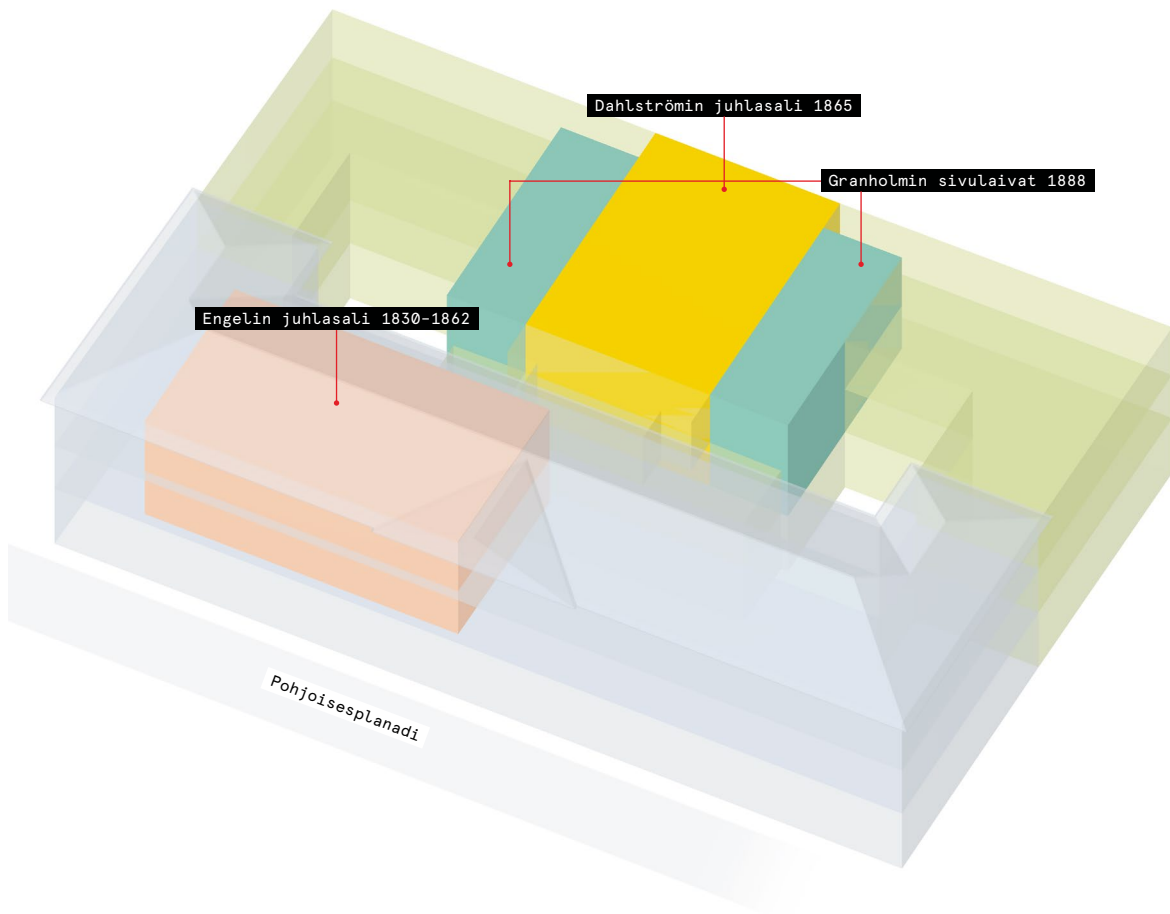 Dahlströmin juhlasali 1865
Granholmin sivulaivat 1888
Engelin juhlasali 1830–1862
Pohjoisesplanadi